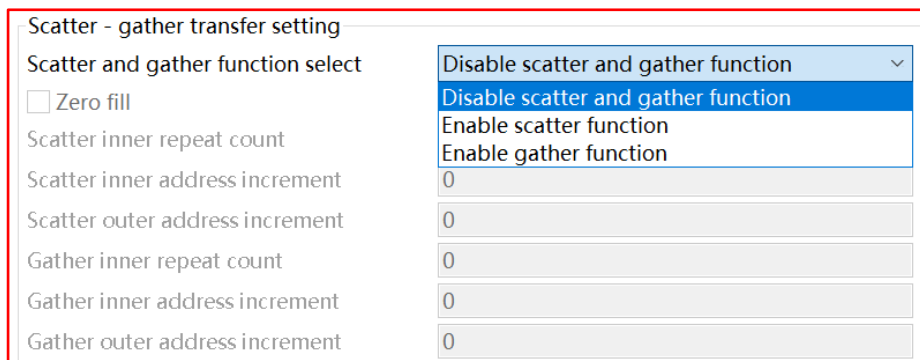 Scatter - gather transfer setting
Scatter and gather function select Disable scatter and gather function
Zero fill Disable scatter and gather function
Enable scatter function
Scatter inner repeat count
Enable gather function
Scatter inner address increment 0
Scatter outer address increment 0
Gather inner repeat count 0
Gather inner address increment 0
Gather outer address increment 0